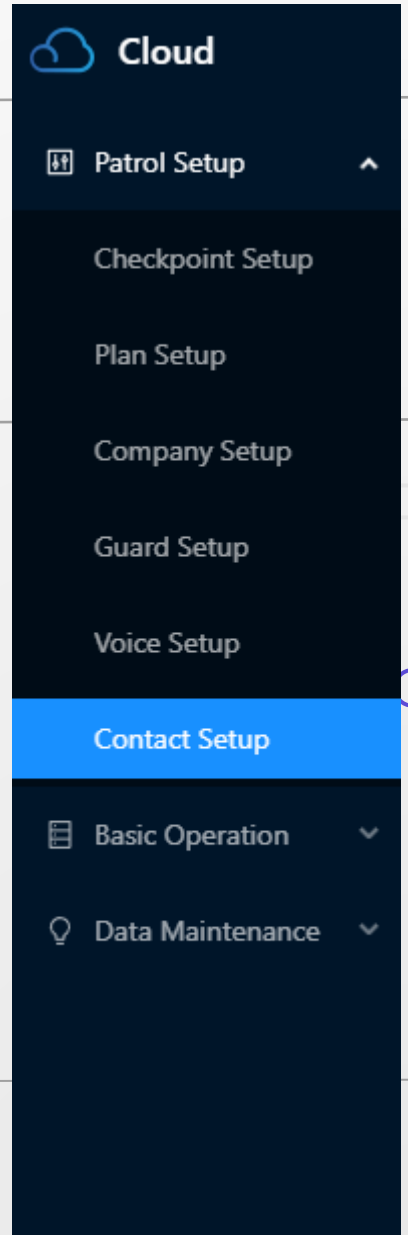 Cloud
Patrol Setup
Checkpoint Setup
Plan Setup
Company Setup
Guard Setup
Voice Setup
Contact Setup
Basic Operation
Data Maintenance